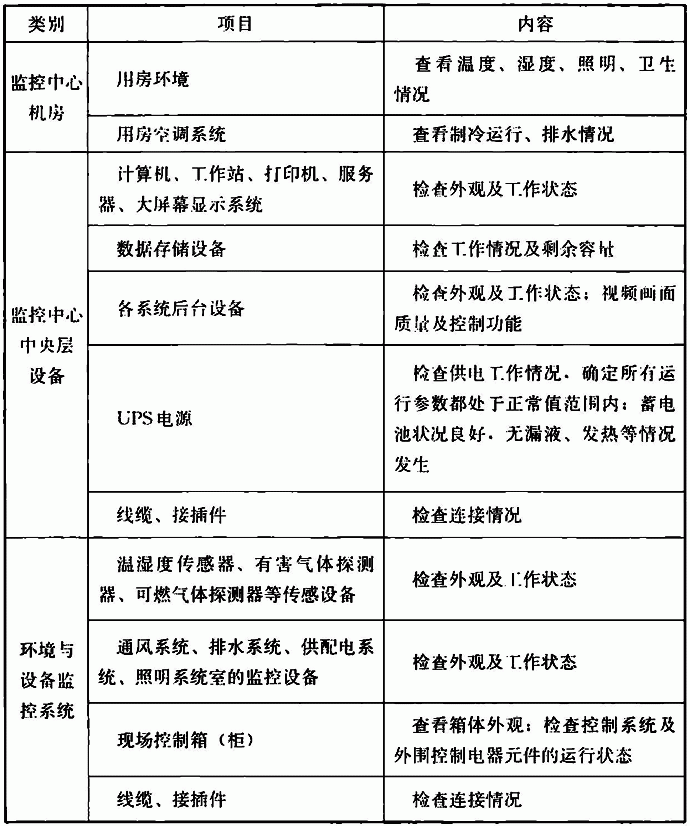 类别
项目
内容
监控中心
机房
用房环境
查看温度、湿度、照明、卫生
情况
用房空调系统
查看制冷运行、排水情况
监控中心
中央层
设备
计算机、工作站、打印机、服务
器、大屏幕显示系统
检查外观及工作状态
数据存储设备
检查工作情况及剩余容量
各系统后台设备
检查外观及工作状态；视频画面
质量及控制功能
UPS电源
检查供电工作情况，确定所有运
行参数都处于正常值范围内；蓄电
池状况良好，无漏液、发热等情况
发生
线缆、接插件
检查连接情况
环境与
设备监
控系统
温湿度传感器、有害气体探测
器、可燃气体探测器等传感设备
检查外观及工作状态
通风系统、排水系统、供配电系
统、照明系统室的监控设备
检查外观及工作状态
现场控制箱（柜）
查看箱体外观；检查控制系统及
外围控制电器元件的运行状态
线缆、接插件
检查连接情况